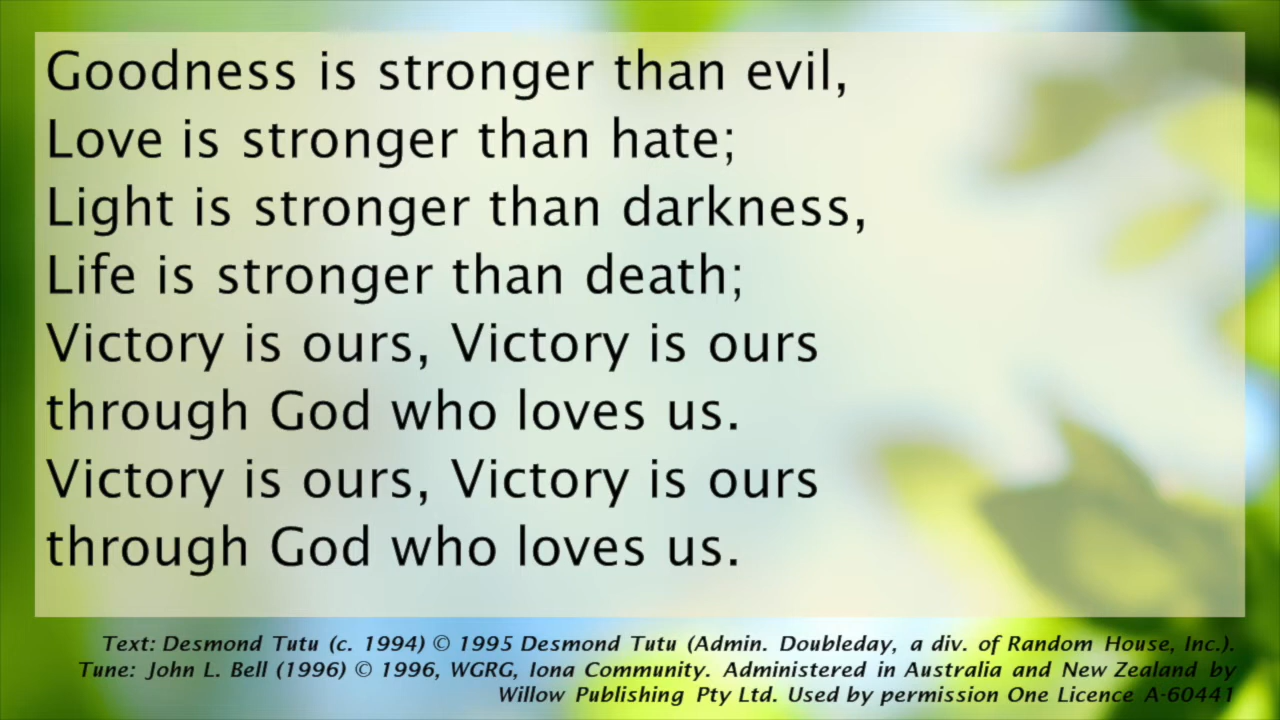 Goodness is stronger than evil,
Love is stronger than hate;
Light is stronger than darkness,
Life is stronger than death;
Victory is ours, Victory is ours
through God who loves us.
Victory is ours, Victory is ours
through God who loves us.
Text: Desmond Tutu (c. 1994) © 1995 Desmond Tutu (Admin. Doubleday, a div. of Random House, Inc.).
Tune: John L. Bell (1996) © 1996, WGRG, Iona Community. Administered in Australia and New Zealand by
Willow Publishing Pty Ltd. Used by permission One Licence A-60441